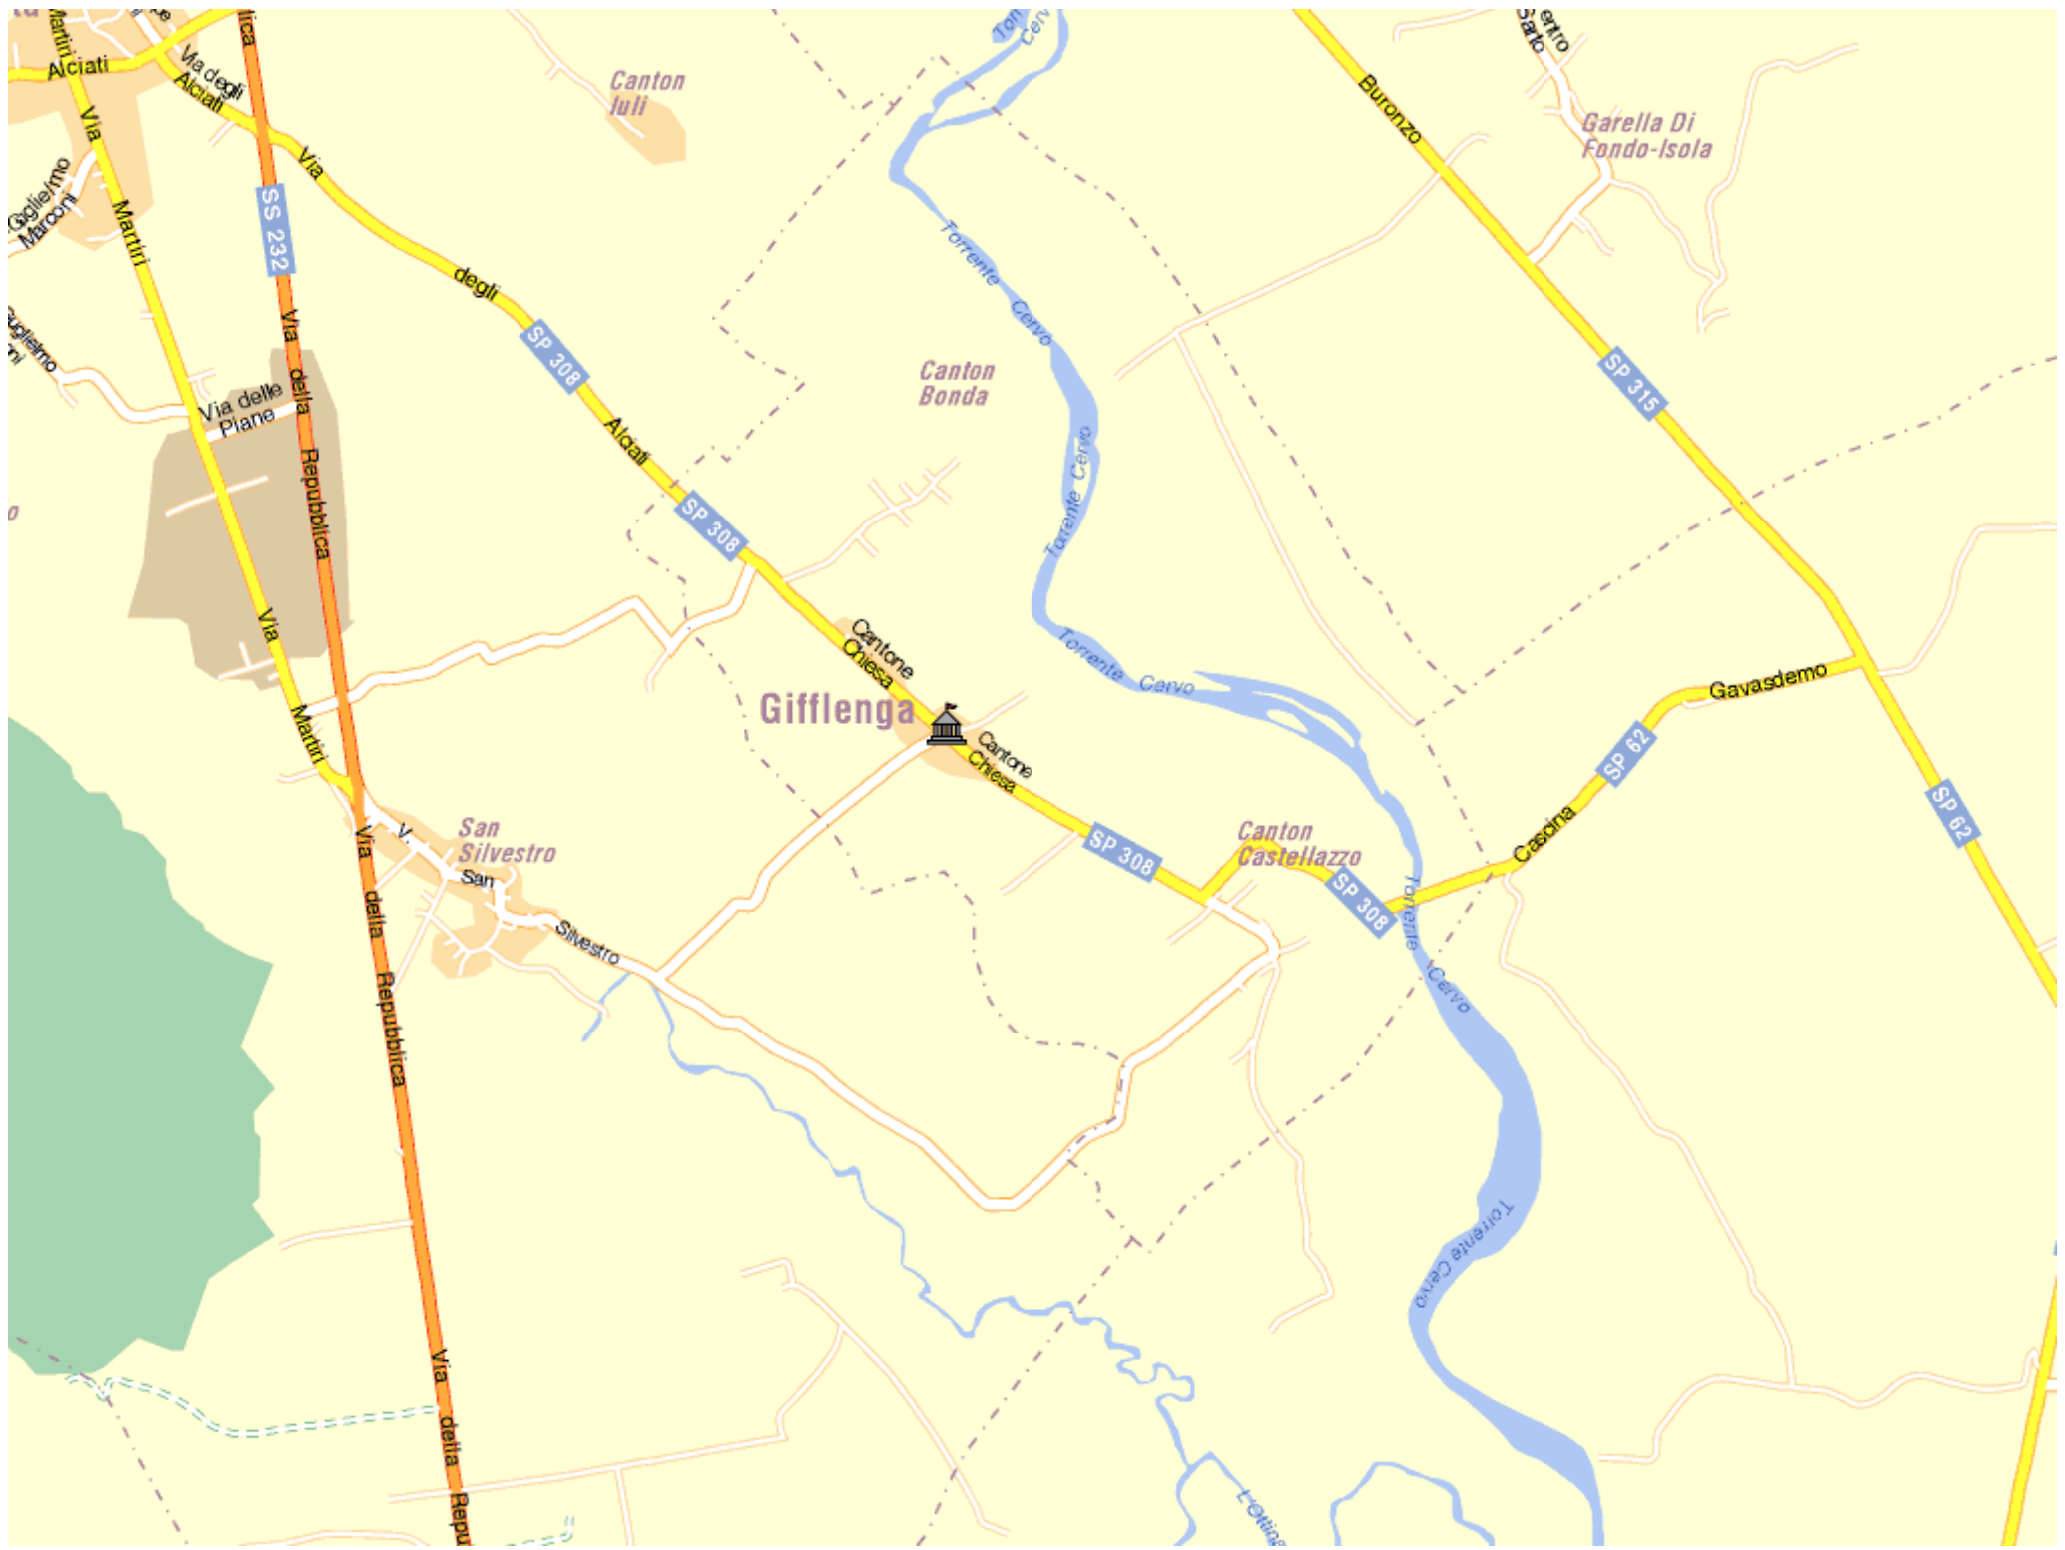 Martiri
Alciati
Via degli
Alciati
Via
Via
Canton
Iuli
Buronzo
Garella Di
Fondo-Isola
Marconi
Martiri
SS 232
degli
Torrente Cervo
Via
SP 308
Canton
Bonda
SP 315
della
Via delle
Piane
Alciati
Torrente Cervo
Repubblica
SP 308
Via
Cantone
Chiesa
Torrente Cervo
Gifflenga
Gavasdemo
Martiri
Cantone
Chiesa
SP 62
SP 62
San
Silvestro
V.
San
Silvestro
Via
della
Repubblica
SP 308
Canton
Castellazzo
SP 308
Cascina
Torrente Cervo
Torrente Cervo
Via
della